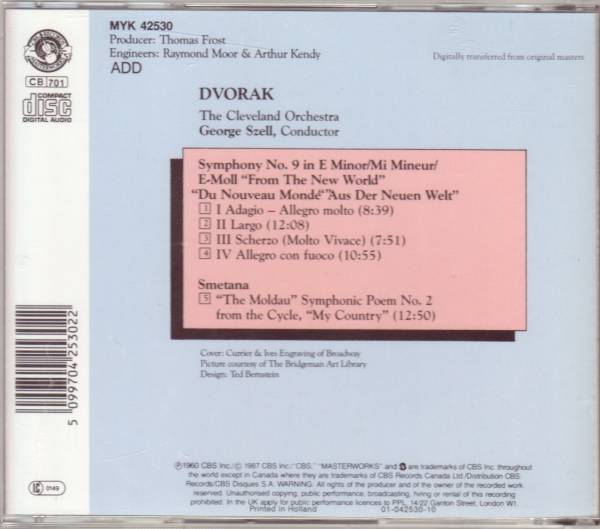 MYK 42530
Producer: Thomas Frost
Engineers: Raymond Moor & Arthur Kendy
ADD
Digitally transferred from original masters
CB 701
COMPACT
disc
DIGITAL AUDIO
DVORAK
The Cleveland Orchestra
George Szell, Conductor
Symphony No. 9 in E Minor/Mi Mineur/
E-Moll "From The New World"
"Du Nouveau Monde" "Aus Der Neuen Welt"
1 I Adagio – Allegro molto (8:39)
2 II Largo (12:08)
3 III Scherzo (Molto Vivace) (7:51)
4 IV Allegro con fuoco (10:55)
Smetana
5 "The Moldau" Symphonic Poem No. 2
from the Cycle, "My Country" (12:50)
Cover: Currier & Ives Engraving of Broadway
Picture courtesy of The Bridgeman Art Library
Design: Ted Bernstein
5 099704 253022
0149
℗1960 CBS Inc./© 1987 CBS Inc./"CBS," "MASTERWORKS" and are trademarks of CBS Inc. throughout
the world except in Canada where they are trademarks of CBS Records Canada Ltd./Distribution CBS
Records/CBS Disques S.A. WARNING: All rights of the producer and of the owner of the recorded work
reserved. Unauthorised copying, public performance, broadcasting, hiring or rental of this recording
prohibited. In the UK apply for public performance licences to PPL, 14/22 Ganton Street, London W1.
Printed in Holland
01-042530-10